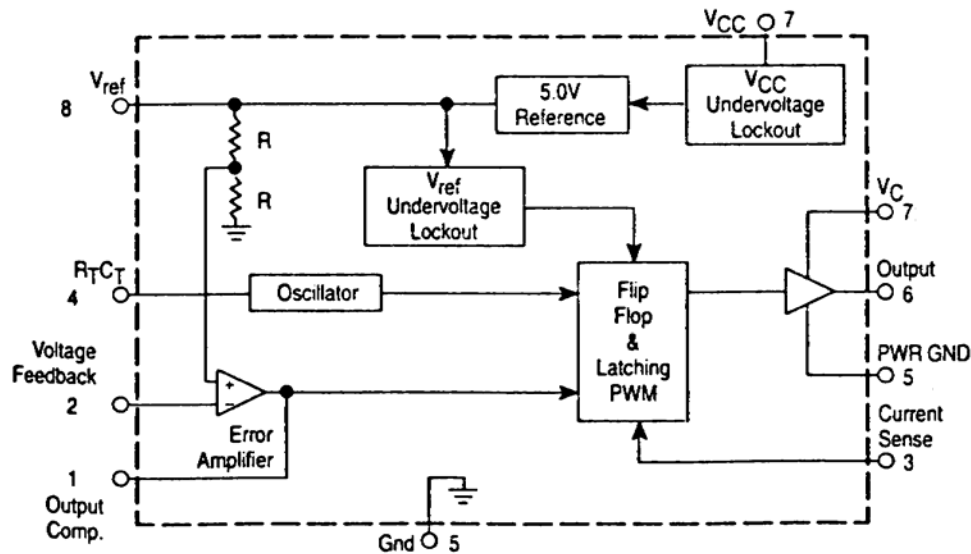 VCC 7
Vref
8
5.0V
Reference
VCC
Undervoltage
Lockout
R
R
Vref
Undervoltage
Lockout
VC
7
RTCT
4
Oscillator
Flip
Flop
&
Latching
PWM
Output
6
Voltage
Feedback
2
+
−
Error
Amplifier
PWR GND
5
Current
Sense
3
1
Output
Comp.
Gnd 5